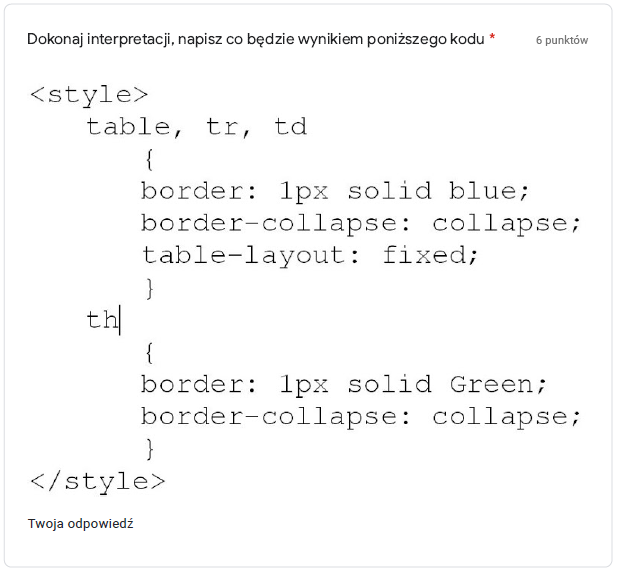 Dokonaj interpretacji, napisz co będzie wynikiem poniższego kodu * 6 punktów
<style>
table, tr, td
{
border: 1px solid blue;
border-collapse: collapse;
table-layout: fixed;
}
th
{
border: 1px solid Green;
border-collapse: collapse;
}
</style>
Twoja odpowiedź